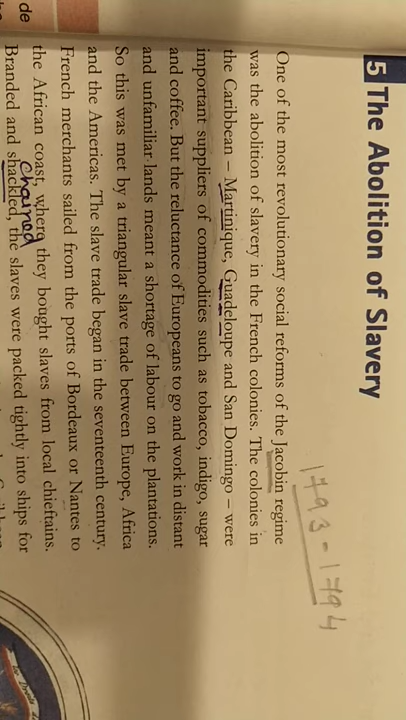 5 The Abolition of Slavery
1793-1794
One of the most revolutionary social reforms of the Jacobin regime
was the abolition of slavery in the French colonies. The colonies in
the Caribbean – Martinique, Guadeloupe and San Domingo – were
important suppliers of commodities such as tobacco, indigo, sugar
and coffee. But the reluctance of Europeans to go and work in distant
and unfamiliar lands meant a shortage of labour on the plantations.
So this was met by a triangular slave trade between Europe, Africa
and the Americas. The slave trade began in the seventeenth century.
French merchants sailed from the ports of Bordeaux or Nantes to
the African coast, where they bought slaves from local chieftains.
Chained
Branded and shackled, the slaves were packed tightly into ships for
de